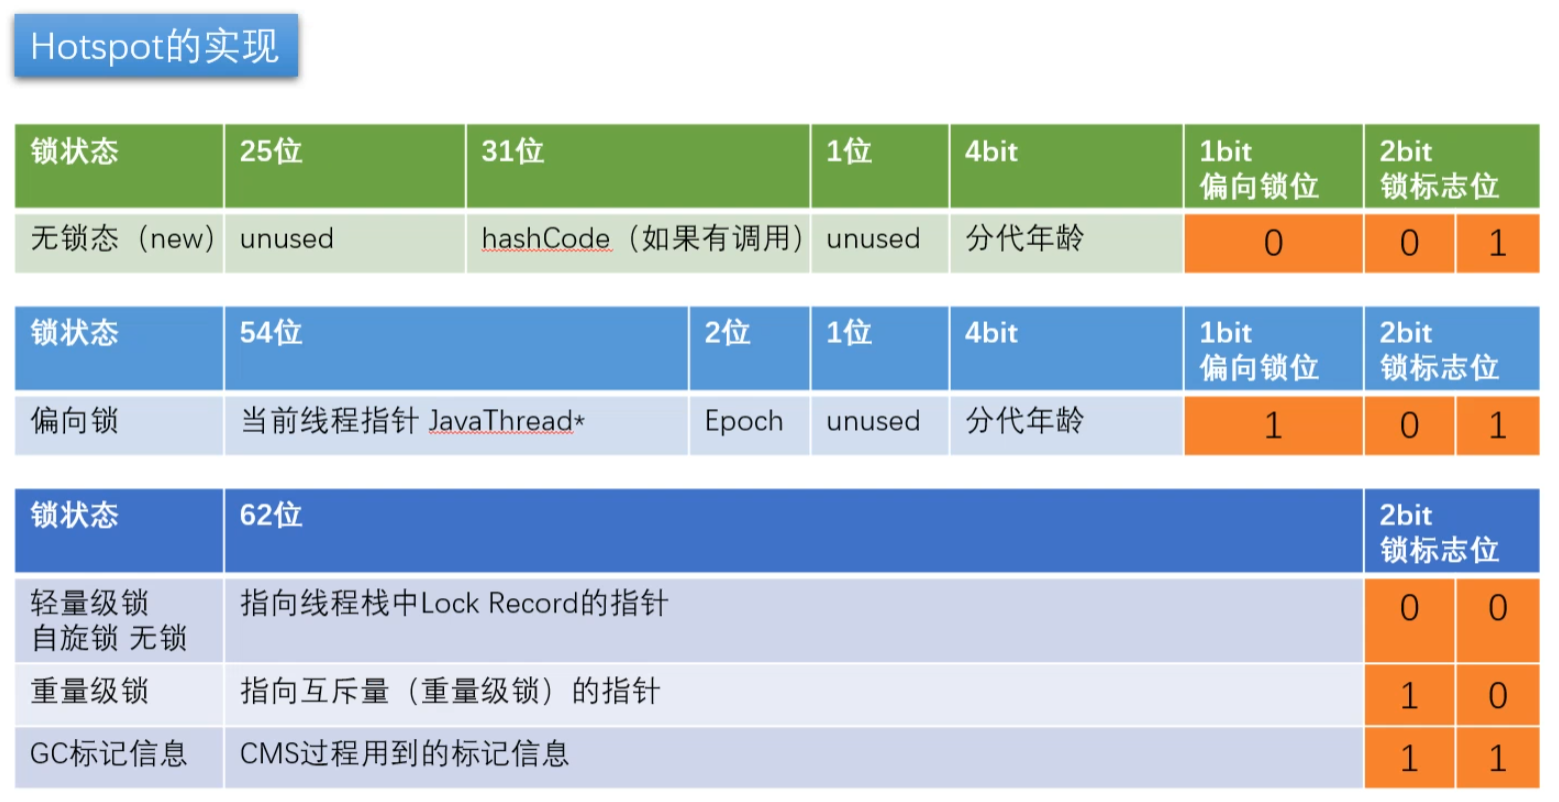 Hotspot的实现
锁状态 25位 31位 1位 4bit 1bit 2bit
偏向锁位 锁标志位
无锁态（new） unused hashCode（如果有调用） unused 分代年龄 0 0 1
锁状态 54位 2位 1位 4bit 1bit 2bit
偏向锁位 锁标志位
偏向锁 当前线程指针 JavaThread* Epoch unused 分代年龄 1 0 1
锁状态 62位 2bit
锁标志位
轻量级锁 指向线程栈中Lock Record的指针 0 0
自旋锁 无锁
重量级锁 指向互斥量（重量级锁）的指针 1 0
GC标记信息 CMS过程用到的标记信息 1 1